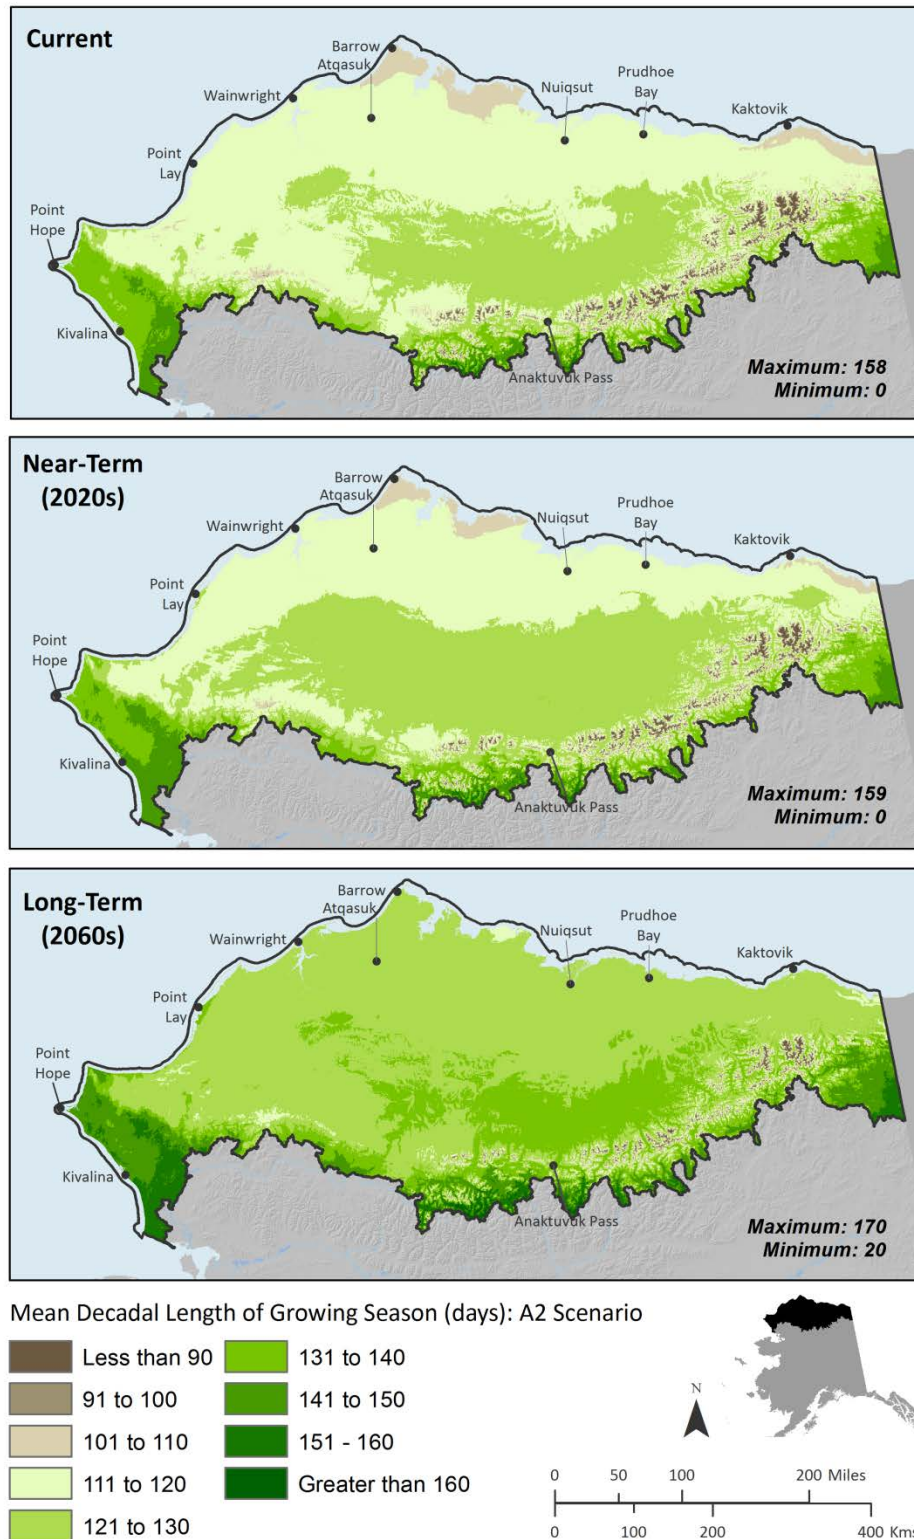 Current
Barrow
Atqasuk
Wainwright
Nuiqsut
Prudhoe
Bay
Kaktovik
Point
Lay
Point
Hope
Kivalina
Anaktuvuk Pass
Maximum: 158
Minimum: 0
Near-Term
(2020s)
Barrow
Atqasuk
Wainwright
Nuiqsut
Prudhoe
Bay
Kaktovik
Point
Lay
Point
Hope
Kivalina
Anaktuvuk Pass
Maximum: 159
Minimum: 0
Long-Term
(2060s)
Barrow
Atqasuk
Wainwright
Nuiqsut
Prudhoe
Bay
Kaktovik
Point
Lay
Point
Hope
Kivalina
Anaktuvuk Pass
Maximum: 170
Minimum: 20
Mean Decadal Length of Growing Season (days): A2 Scenario
Less than 90
91 to 100
101 to 110
111 to 120
121 to 130
131 to 140
141 to 150
151 - 160
Greater than 160
N
0 50 100 200 Miles
0 100 200 400 Kms